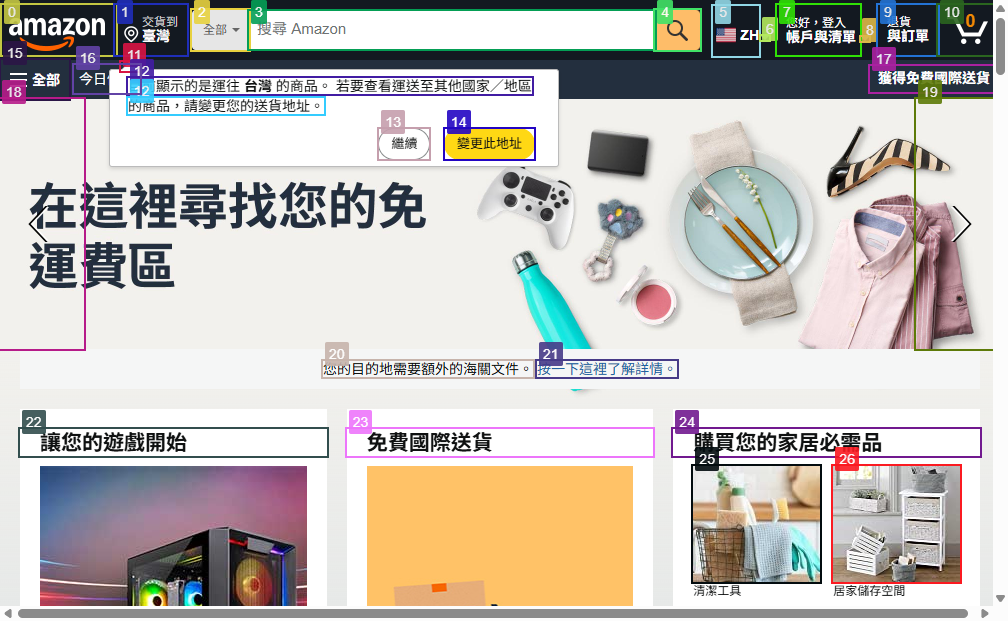 amazon
交貨到
臺灣
全部
搜尋 Amazon
ZH
您好，登入
帳戶與清單
退貨
與訂單
0
全部
今日
獲得免費國際送貨
顯示的是運往 台灣 的商品。 若要查看運送至其他國家／地區
的商品，請變更您的送貨地址。
繼續
變更此地址
在這裡尋找您的免
運費區
您的目的地需要額外的海關文件。 按一下這裡了解詳情。
讓您的遊戲開始
免費國際送貨
購買您的家居必需品
清潔工具
居家儲存空間
0
1
2
3
4
5
6
7
8
9
10
11
12
12
13
14
15
16
17
18
19
20
21
22
23
24
25
26